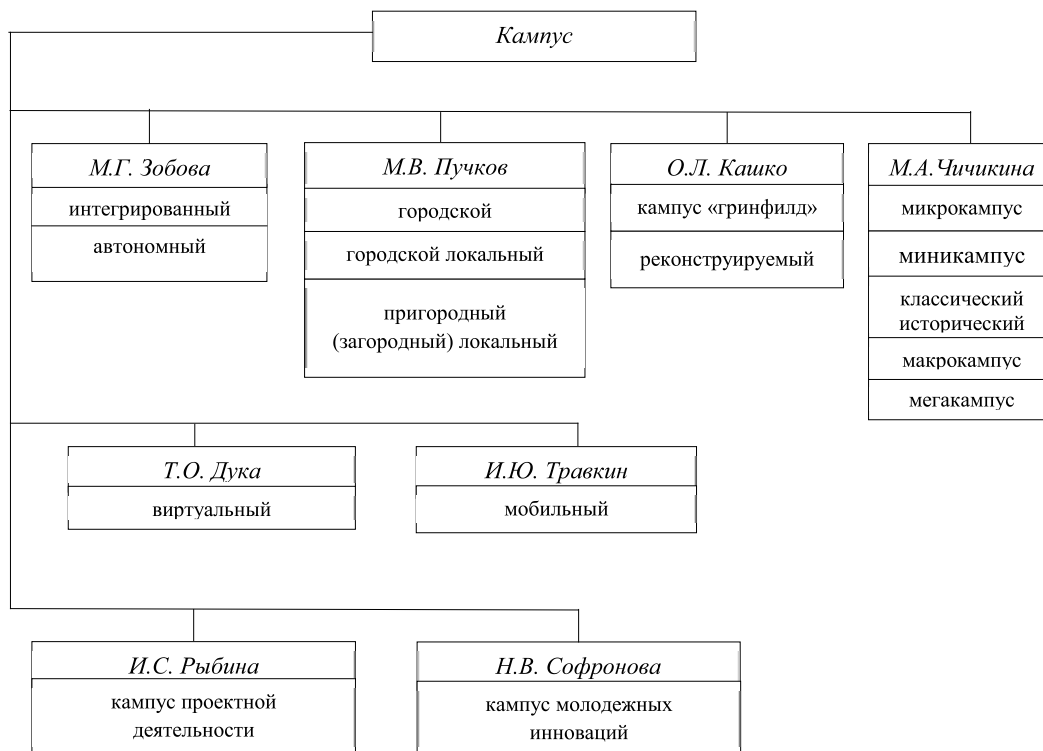 Кампус
М.Г. Зобова
интегрированный
автономный
М.В. Пучков
городской
городской локальный
пригородный
(загородный) локальный
О.Л. Кашко
кампус «гринфилд»
реконструируемый
М.А.Чичикина
микрокампус
миникампус
классический
исторический
макрокампус
мегакампус
Т.О. Дука
виртуальный
И.Ю. Травкин
мобильный
И.С. Рыбина
кампус проектной
деятельности
Н.В. Софронова
кампус молодежных
инноваций